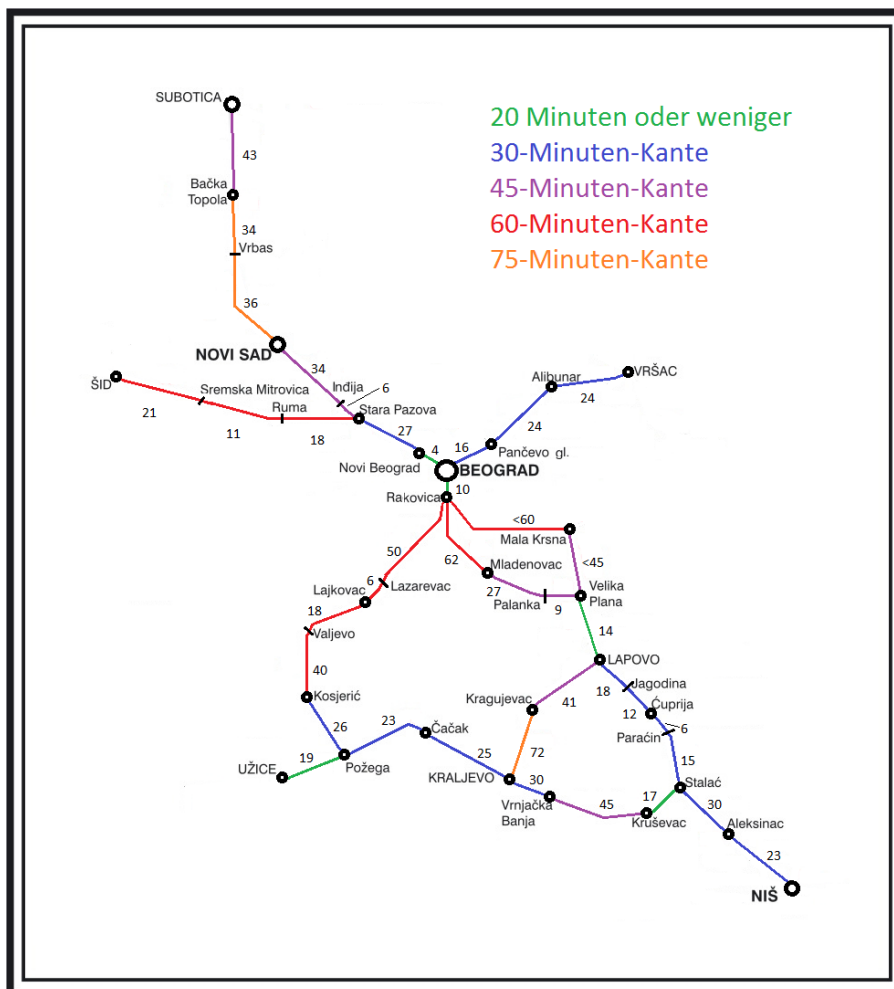 SUBOTICA
20 Minuten oder weniger
30-Minuten-Kante
43
Bačka
Topola
45-Minuten-Kante
60-Minuten-Kante
34
Vrbas
75-Minuten-Kante
36
NOVI SAD
34
Inđija
6
Alibunar
VRŠAC
ŠID
Sremska Mitrovica
Ruma
Stara Pazova
21
11
18
27
24
24
4
16
Pančevo gl.
Novi Beograd
BEOGRAD
10
Rakovica
<60
Mala Krsna
50
62
Mladenovac
<45
6
Lazarevac
27
Velika
Plana
Lajkovac
Palanka
9
18
Valjevo
14
LAPOVO
40
Jagodina
18
Kragujevac
41
Ćuprija
12
Kosjerić
6
Paraćin
26
23
Čačak
72
15
19
25
UŽICE
Požega
KRALJEVO
30
Stalać
Vrnjačka
Banja
45
17
30
Kruševac
Aleksinac
23
NIŠ